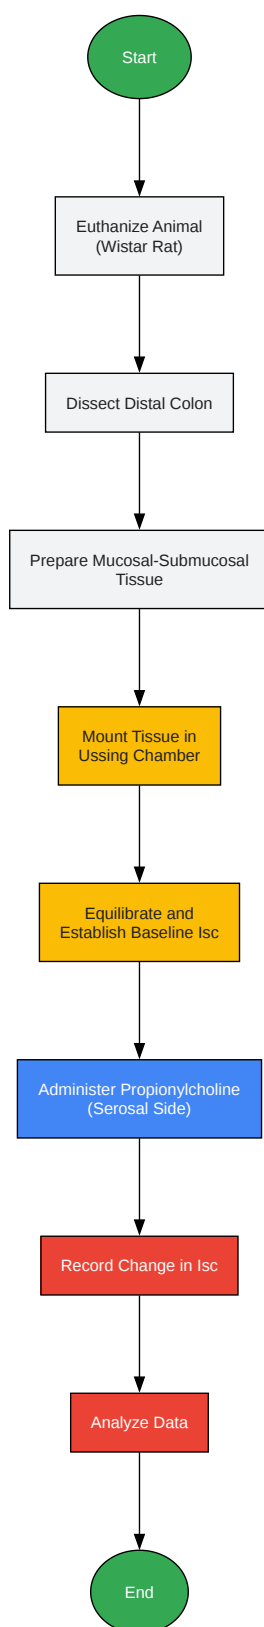 Start
Euthanize Animal
(Wistar Rat)
Dissect Distal Colon
Prepare Mucosal-Submucosal
Tissue
Mount Tissue in
Ussing Chamber
Equilibrate and
Establish Baseline Isc
Administer Propionylcholine
(Serosal Side)
Record Change in Isc
Analyze Data
End